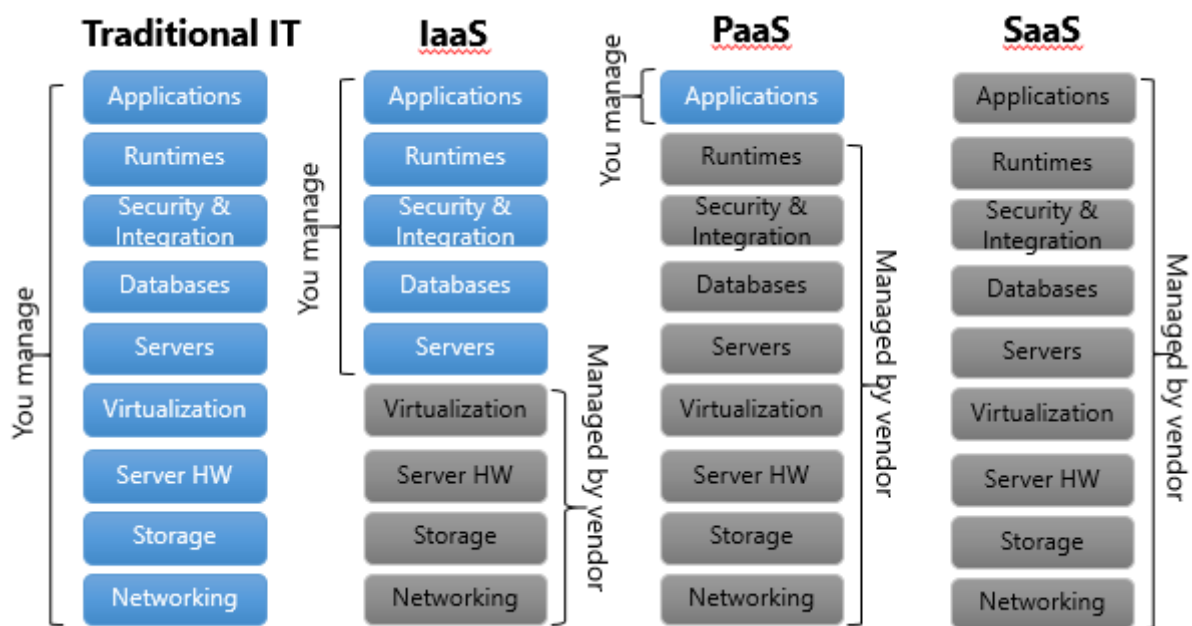 Traditional IT
Applications
Runtimes
Security &
Integration
Databases
Servers
Virtualization
Server HW
Storage
Networking
You manage
IaaS
Applications
Runtimes
Security &
Integration
Databases
Servers
Virtualization
Server HW
Storage
Networking
You manage
Managed by vendor
PaaS
Applications
Runtimes
Security &
Integration
Databases
Servers
Virtualization
Server HW
Storage
Networking
You manage
Managed by vendor
SaaS
Applications
Runtimes
Security &
Integration
Databases
Servers
Virtualization
Server HW
Storage
Networking
Managed by vendor